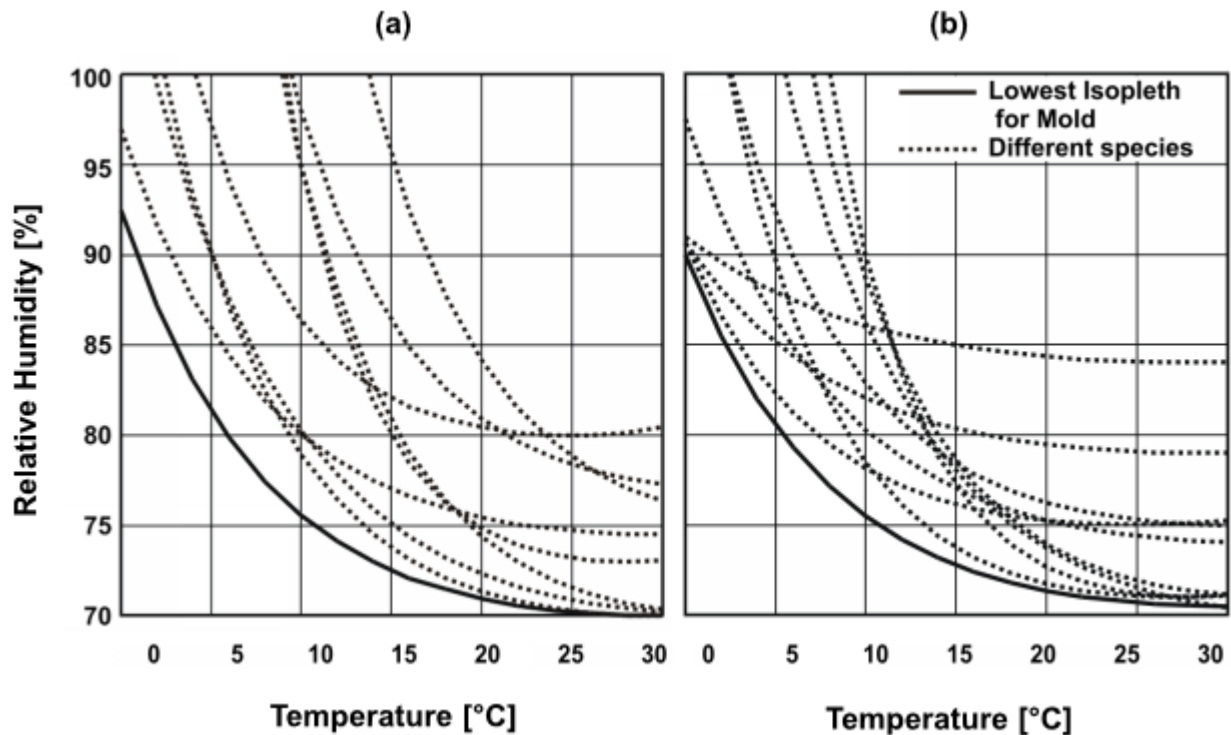 (a)
(b)
100
95
90
85
80
75
70
Relative Humidity [%]
Lowest Isopleth
for Mold
Different species
0 5 10 15 20 25 30
0 5 10 15 20 25 30
Temperature [°C]
Temperature [°C]